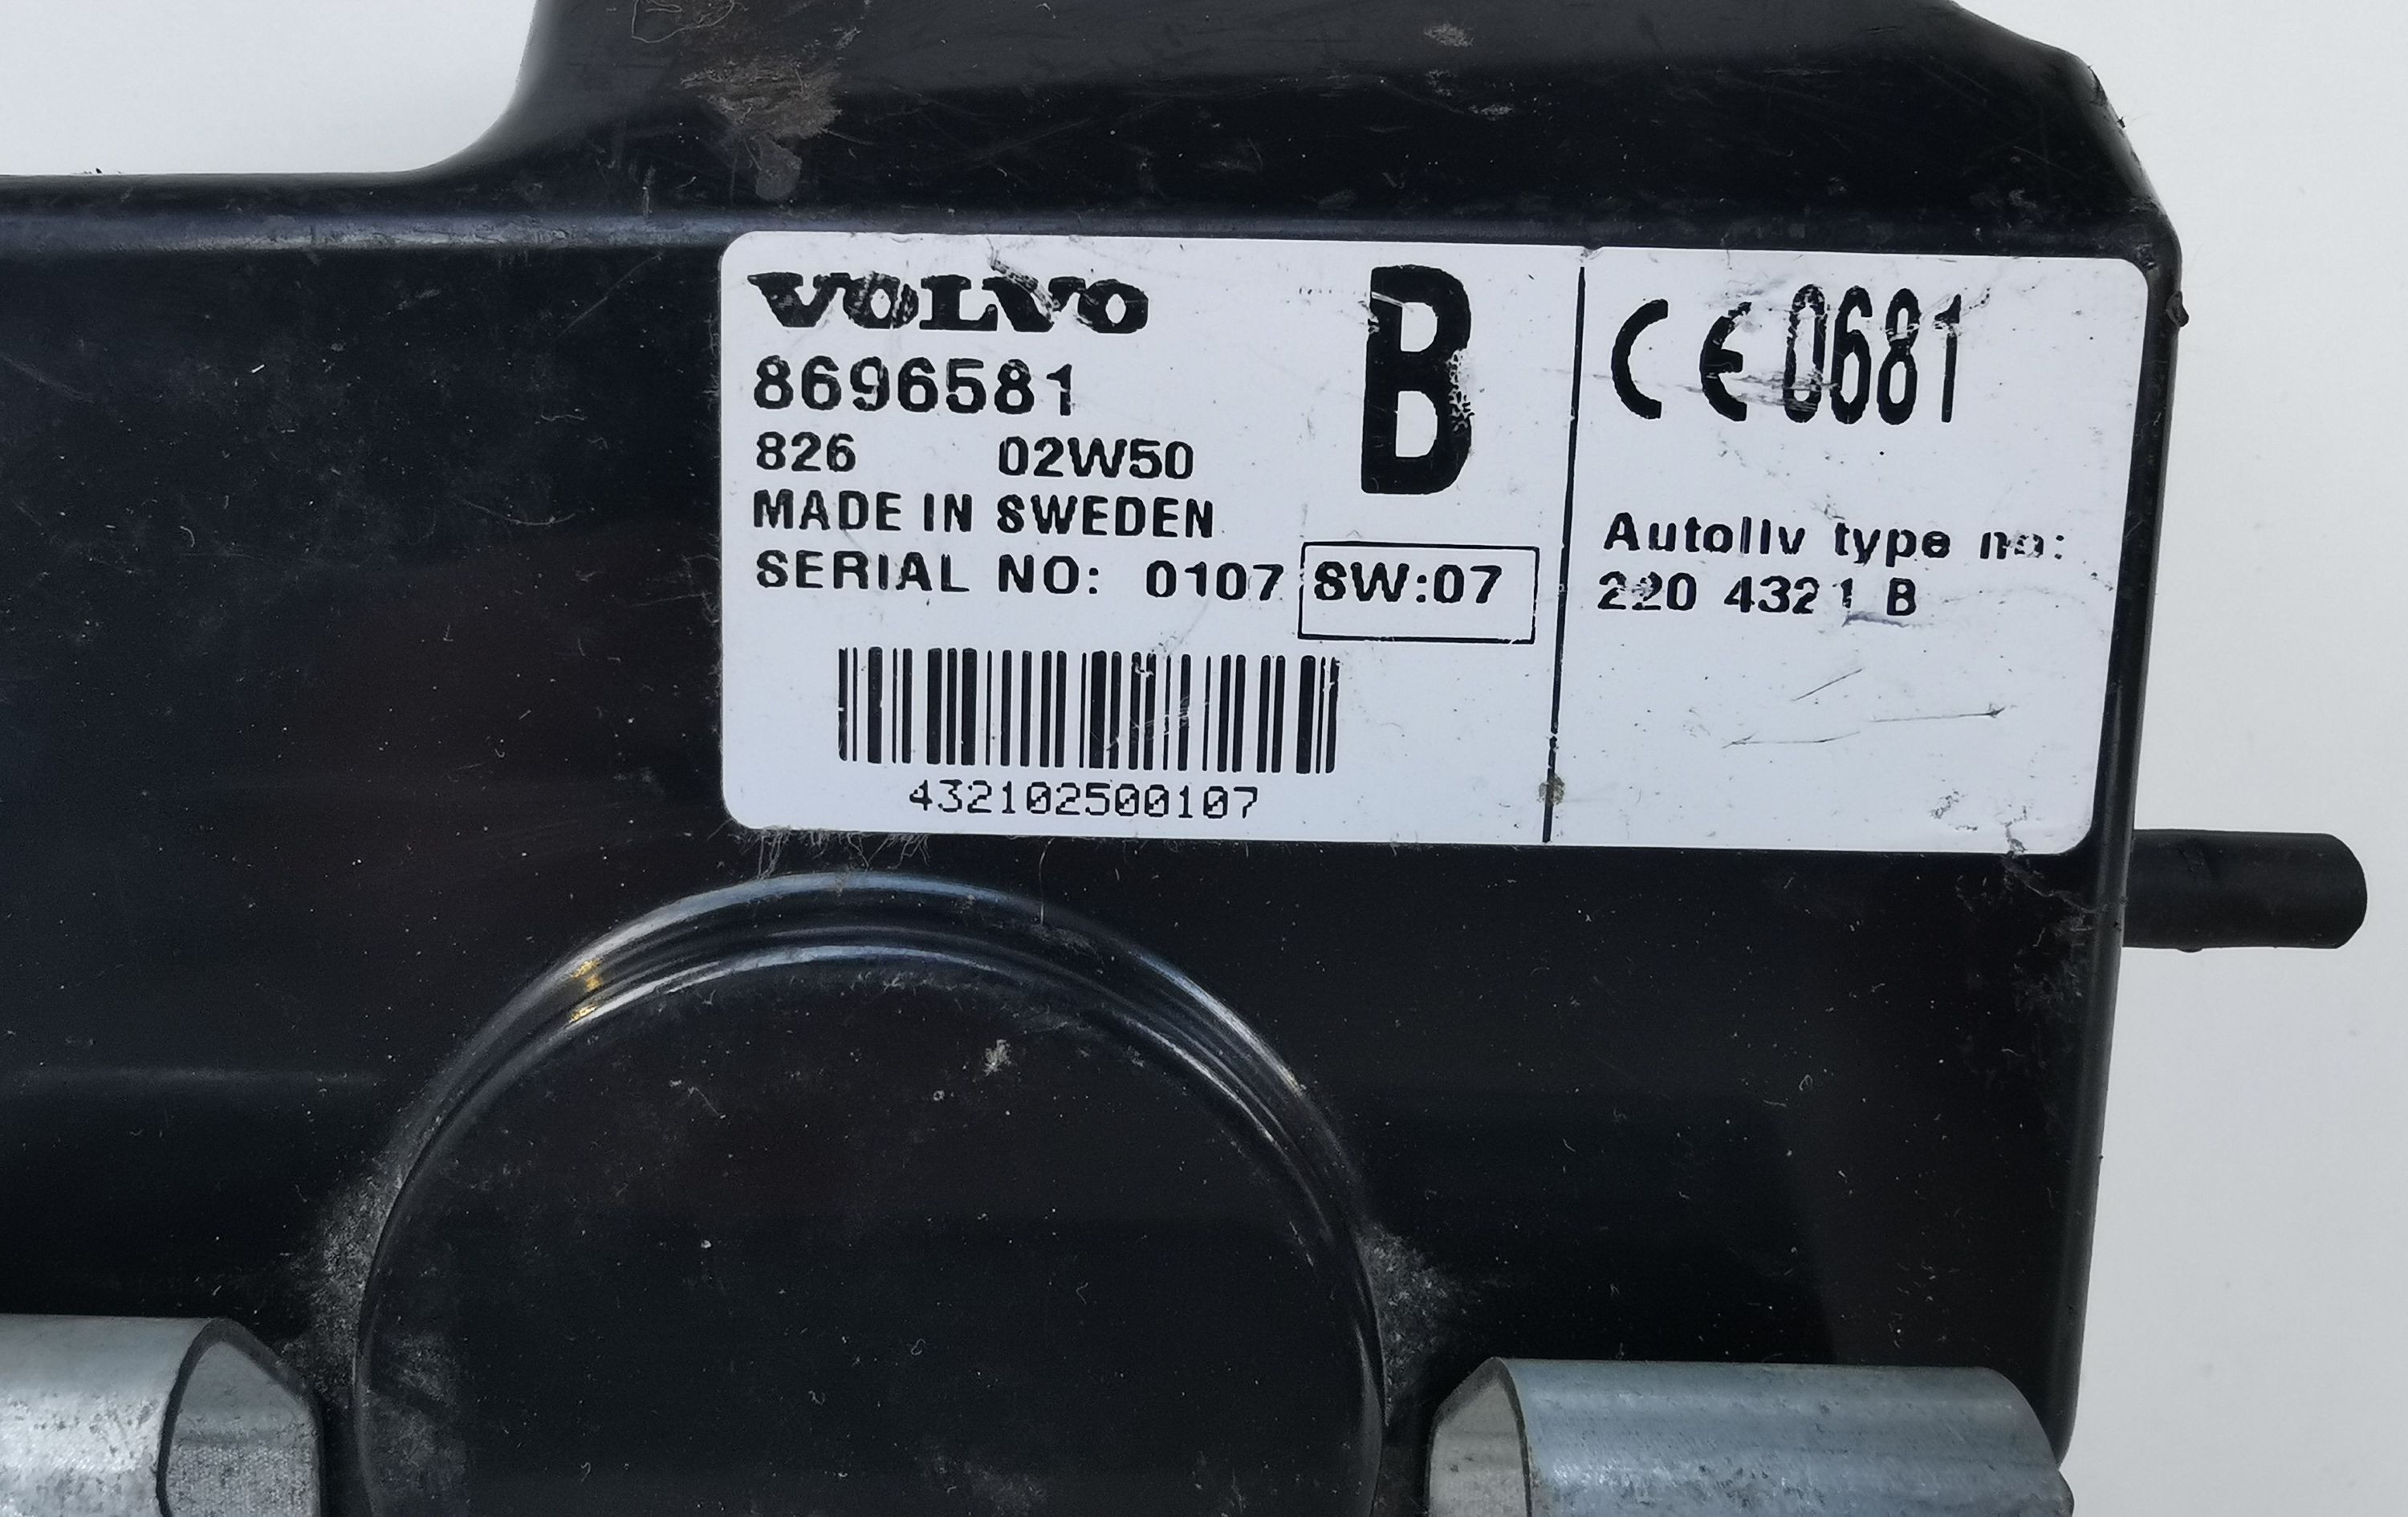 VOLVO
B
8696581
826 02W50
MADE IN SWEDEN
SERIAL NO: 0107 SW:07
432102500107
CE 0681
Autoliv type no:
220 4321 B